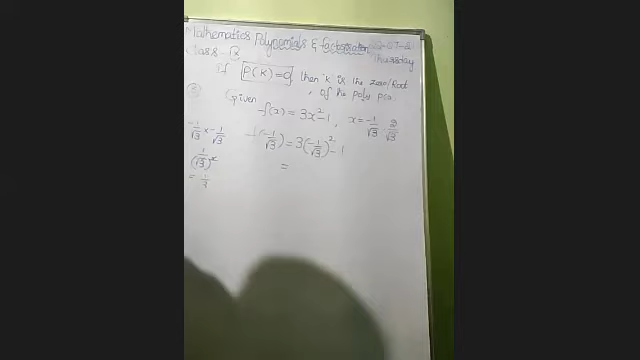 Mathematics Polynomials & factorisation
Class - IX
Thursday
If P(K)=0 then 'k' is the zero/Root
of the poly
Given
f(x) = 3x²-1, x = -1/√3, 2/√3
f(-1/√3) = 3(-1/√3)² - 1
=
-1/√3 × -1/√3
(1/√3)²
= 1/3